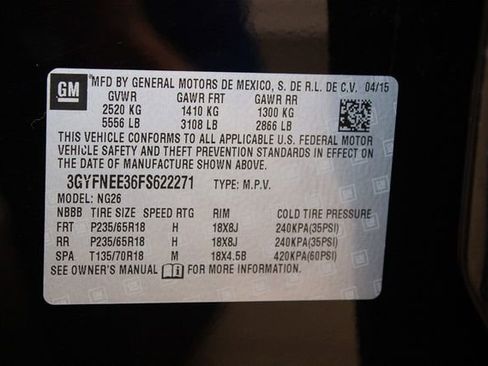 GM MFD BY GENERAL MOTORS DE MEXICO, S. DE R.L. DE C.V. 04/15
GVWR GAWR FRT GAWR RR
2520 KG 1410 KG 1300 KG
5556 LB 3108 LB 2866 LB
THIS VEHICLE CONFORMS TO ALL APPLICABLE U.S. FEDERAL MOTOR
VEHICLE SAFETY AND THEFT PREVENTION STANDARDS IN EFFECT ON
THE DATE OF MANUFACTURE SHOWN ABOVE.
3GYFNEE36FS622271 TYPE: M.P.V.
MODEL: NG26
NBBB TIRE SIZE SPEED RTG RIM COLD TIRE PRESSURE
FRT P235/65R18 H 18X8J 240KPA(35PSI)
RR P235/65R18 H 18X8J 240KPA(35PSI)
SPA T135/70R18 M 18X4.5B 420KPA(60PSI)
SEE OWNER'S MANUAL FOR MORE INFORMATION.